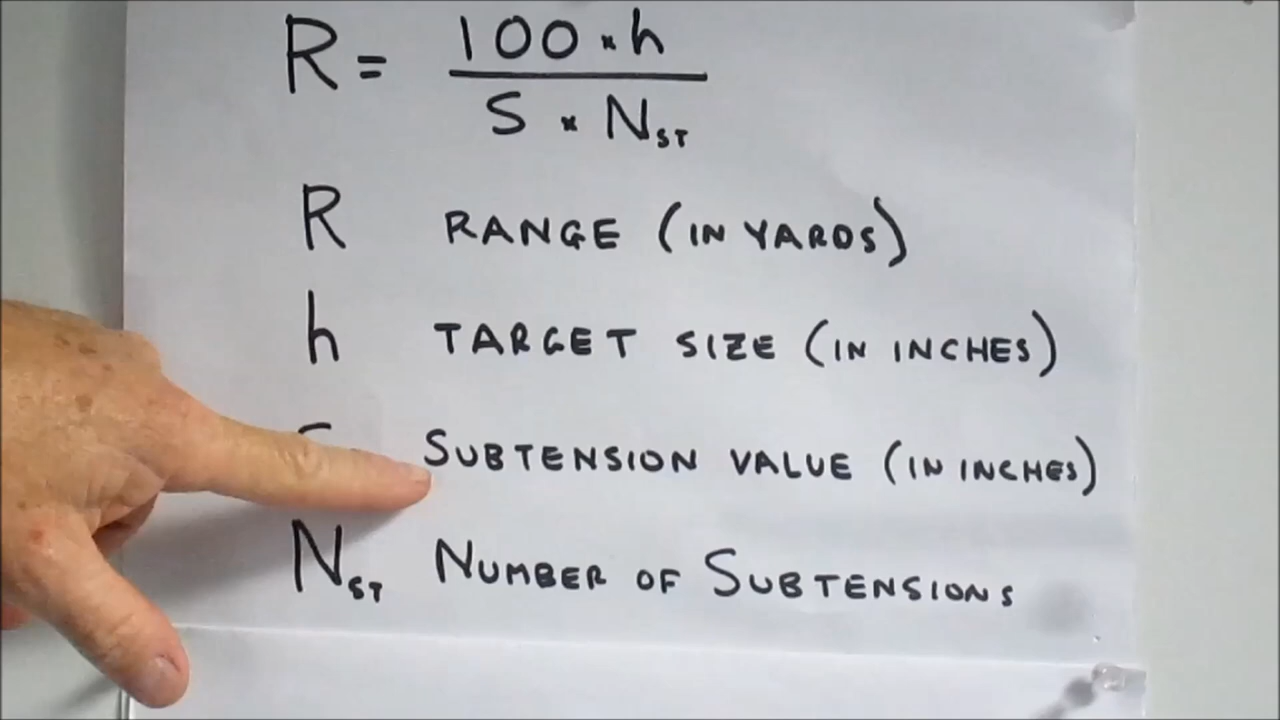 R = 100 × h
S × NST
R RANGE (IN YARDS)
h TARGET SIZE (IN INCHES)
SUBTENSION VALUE (IN INCHES)
NST NUMBER OF SUBTENSIONS